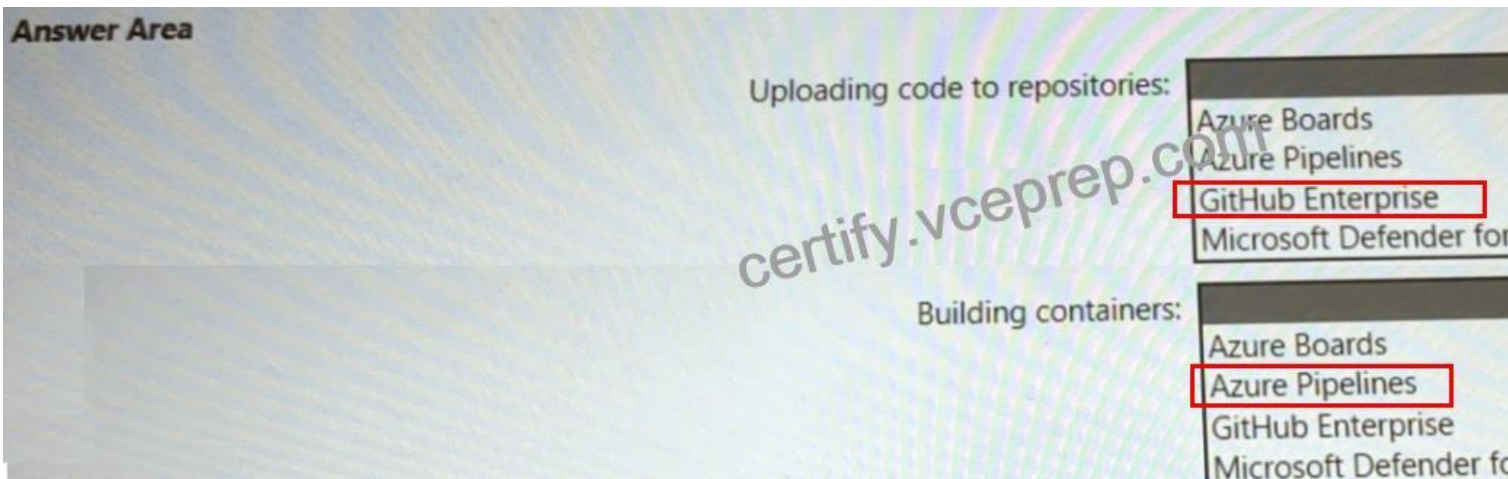 Answer Area
Uploading code to repositories:
Azure Boards
Azure Pipelines
GitHub Enterprise
Microsoft Defender for
certify.vceprep.com
Building containers:
Azure Boards
Azure Pipelines
GitHub Enterprise
Microsoft Defender fo